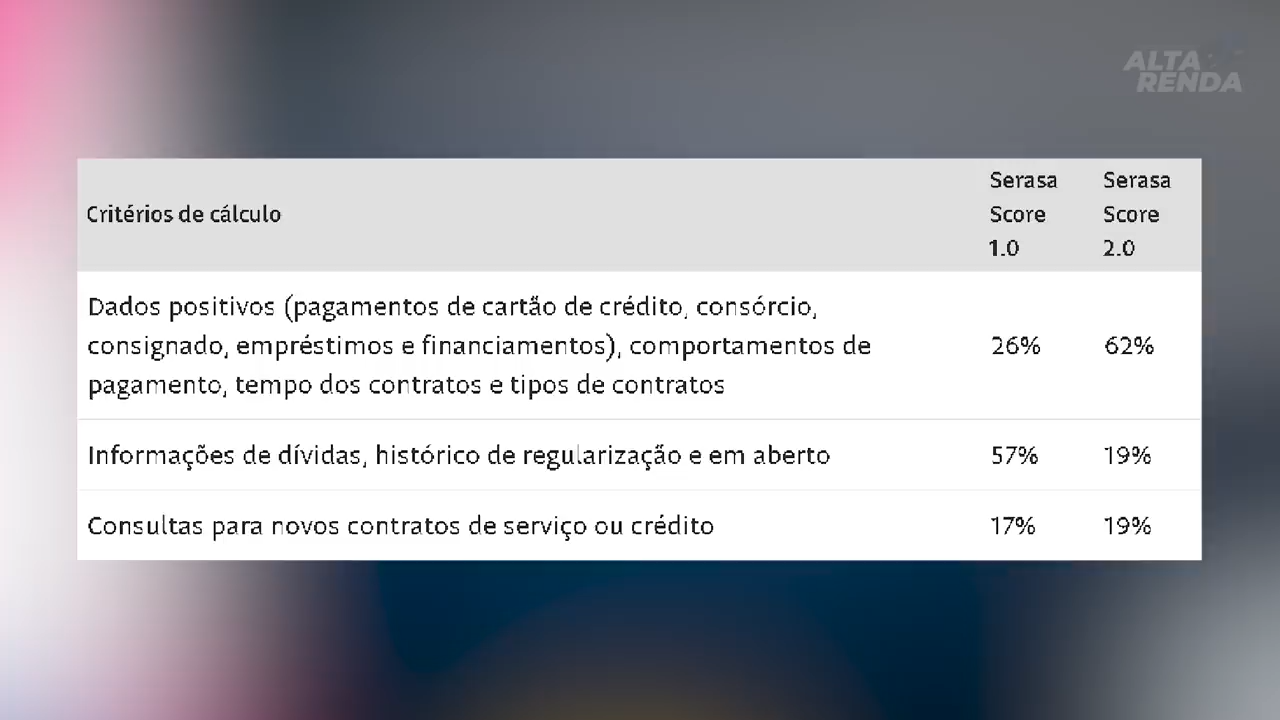 ALTA
RENDA
Critérios de cálculo
Serasa
Score
1.0
Serasa
Score
2.0
Dados positivos (pagamentos de cartão de crédito, consórcio,
consignado, empréstimos e financiamentos), comportamentos de
pagamento, tempo dos contratos e tipos de contratos
26%
62%
Informações de dívidas, histórico de regularização e em aberto
57%
19%
Consultas para novos contratos de serviço ou crédito
17%
19%